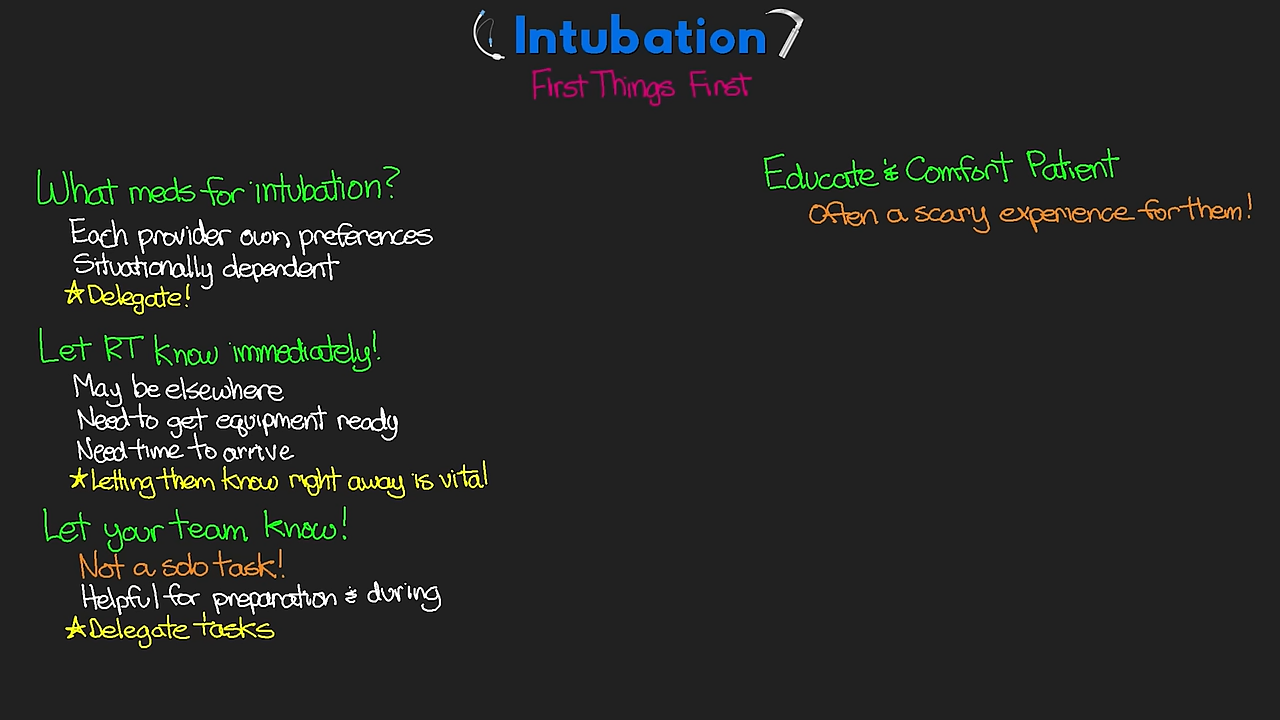 Intubation
First Things First
What meds for intubation?
Each provider own preferences
Situationally dependent
☆Delegate!
Let RT know immediately!
May be elsewhere
Need to get equipment ready
Need time to arrive
★Letting them know right away is vital
Let your team know!
Not a solo task!
Helpful for preparation & during
★Delegate tasks
Educate & Comfort Patient
Often a scary experience for them!